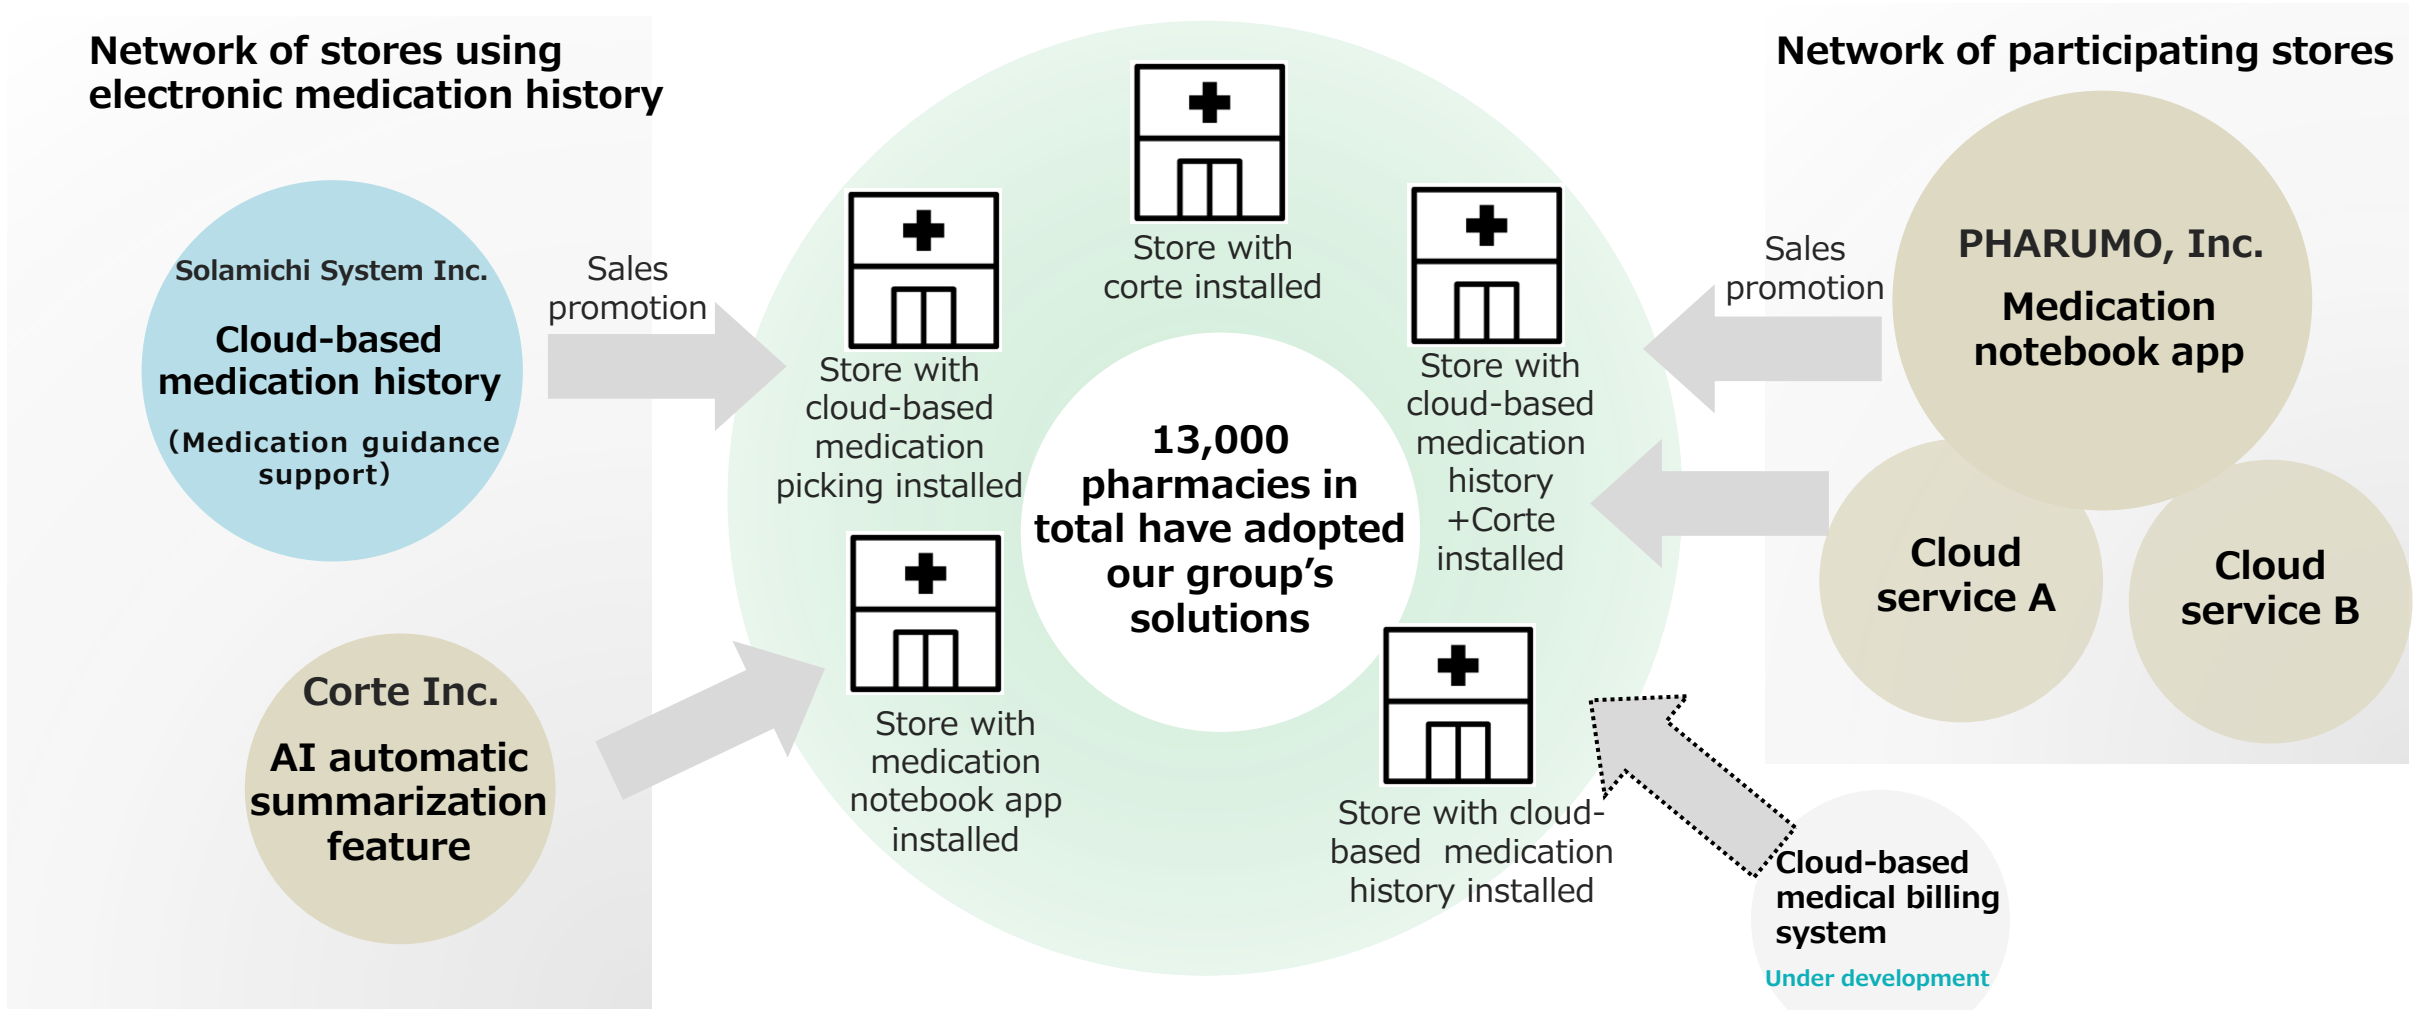 Network of stores using
electronic medication history
Solamichi System Inc.
Cloud-based
medication history
(Medication guidance
support)
Corte Inc.
AI automatic
summarization
feature
Sales
promotion
Store with
corte installed
Store with
cloud-based
medication
picking installed
Store with
medication
notebook app
installed
13,000
pharmacies in
total have adopted
our group’s
solutions
Store with
cloud-based
medication
history
+Corte
installed
Store with cloud-
based medication
history installed
Network of participating stores
Sales
promotion
PHARUMO, Inc.
Medication
notebook app
Cloud
service A
Cloud
service B
Cloud-based
medical billing
system
Under development